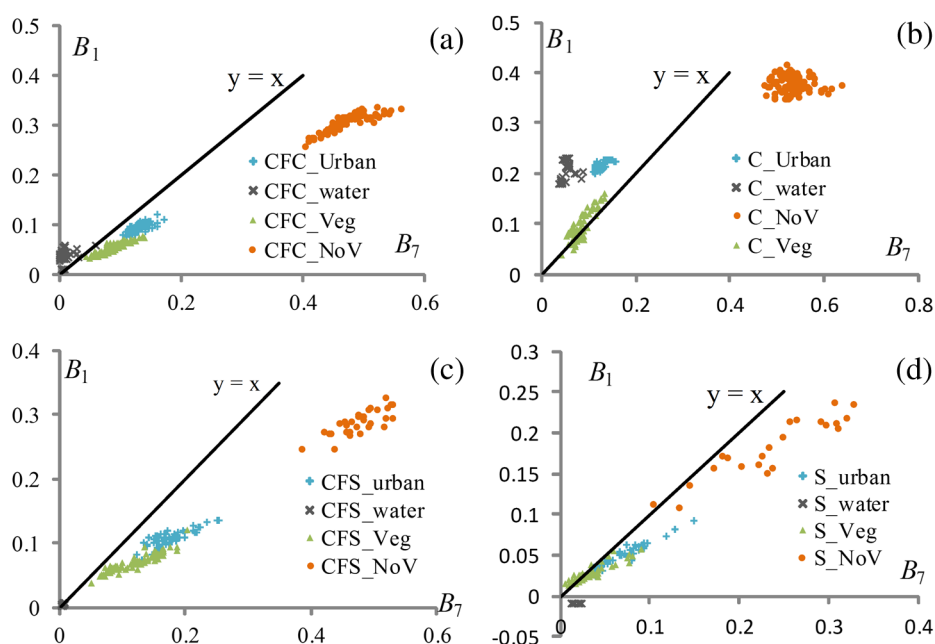 0.5
B1
(a)
0.4
y = x
0.3
CFC_Urban
0.2
CFC_water
CFC_Veg
0.1
CFC_NoV
B7
0
0
0.2
0.4
0.6
0.5
B1
(b)
0.4
y = x
0.3
C_Urban
0.2
C_water
C_NoV
0.1
C_Veg
B7
0
0
0.2
0.4
0.6
0.8
0.4
B1
(c)
y = x
0.3
0.2
CFS_urban
CFS_water
0.1
CFS_Veg
CFS_NoV
0
B7
0
0.2
0.4
0.6
0.3
B1
(d)
0.25
y = x
0.2
0.15
S_urban
0.1
S_water
S_Veg
0.05
S_NoV
B7
0
0
0.1
0.2
0.3
0.4
-0.05